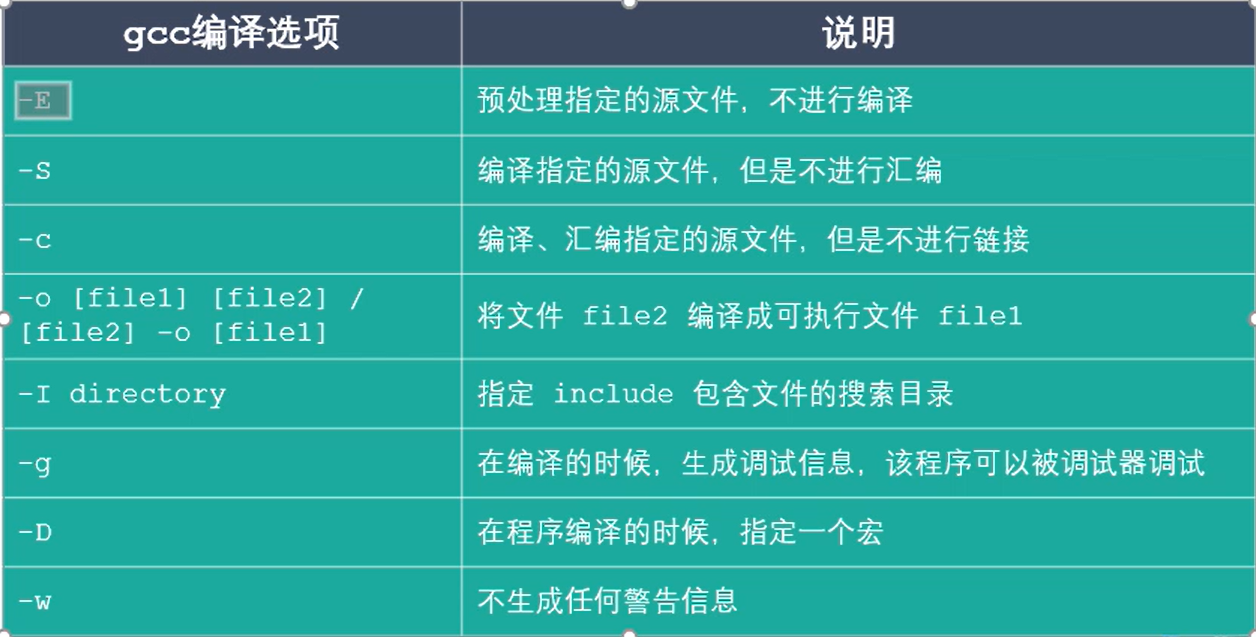 gcc编译选项 说明
-E 预处理指定的源文件，不进行编译
-S 编译指定的源文件，但是不进行汇编
-c 编译、汇编指定的源文件，但是不进行链接
-o [file1] [file2] /
[file2] -o [file1]
将文件 file2 编译成可执行文件 file1
-I directory 指定 include 包含文件的搜索目录
-g 在编译的时候，生成调试信息，该程序可以被调试器调试
-D 在程序编译的时候，指定一个宏
-w 不生成任何警告信息